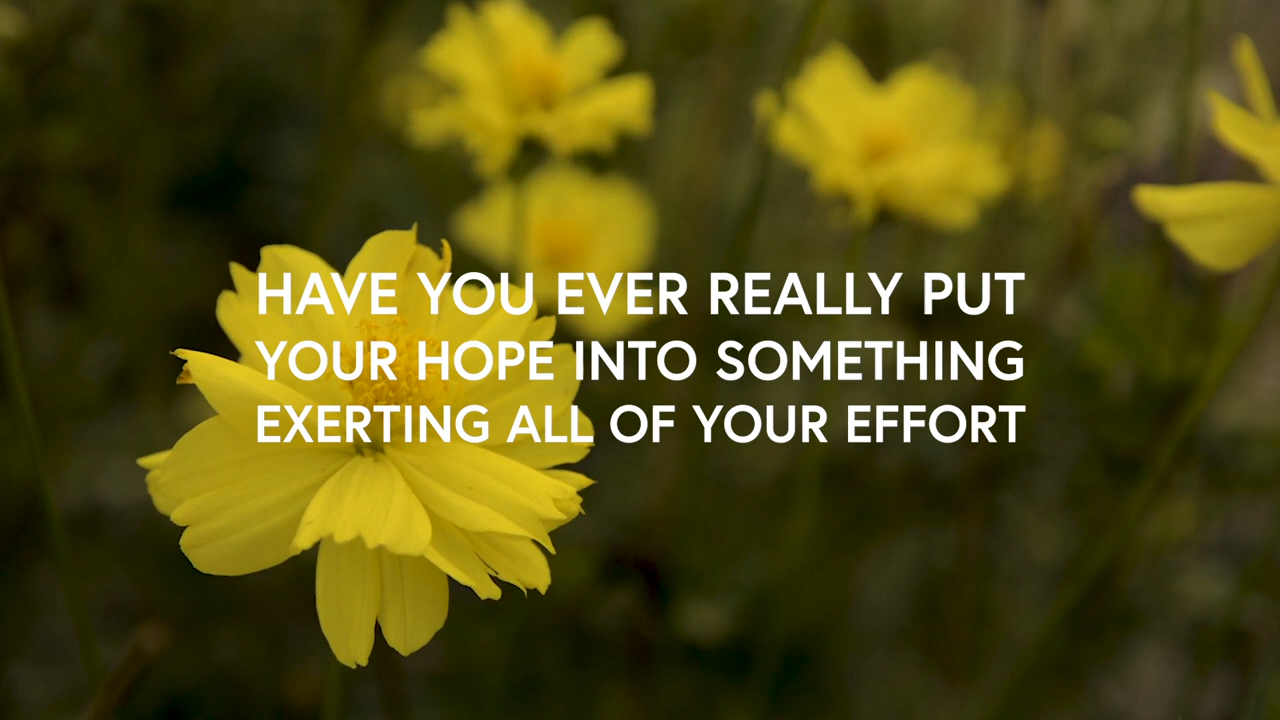 HAVE YOU EVER REALLY PUT
YOUR HOPE INTO SOMETHING
EXERTING ALL OF YOUR EFFORT